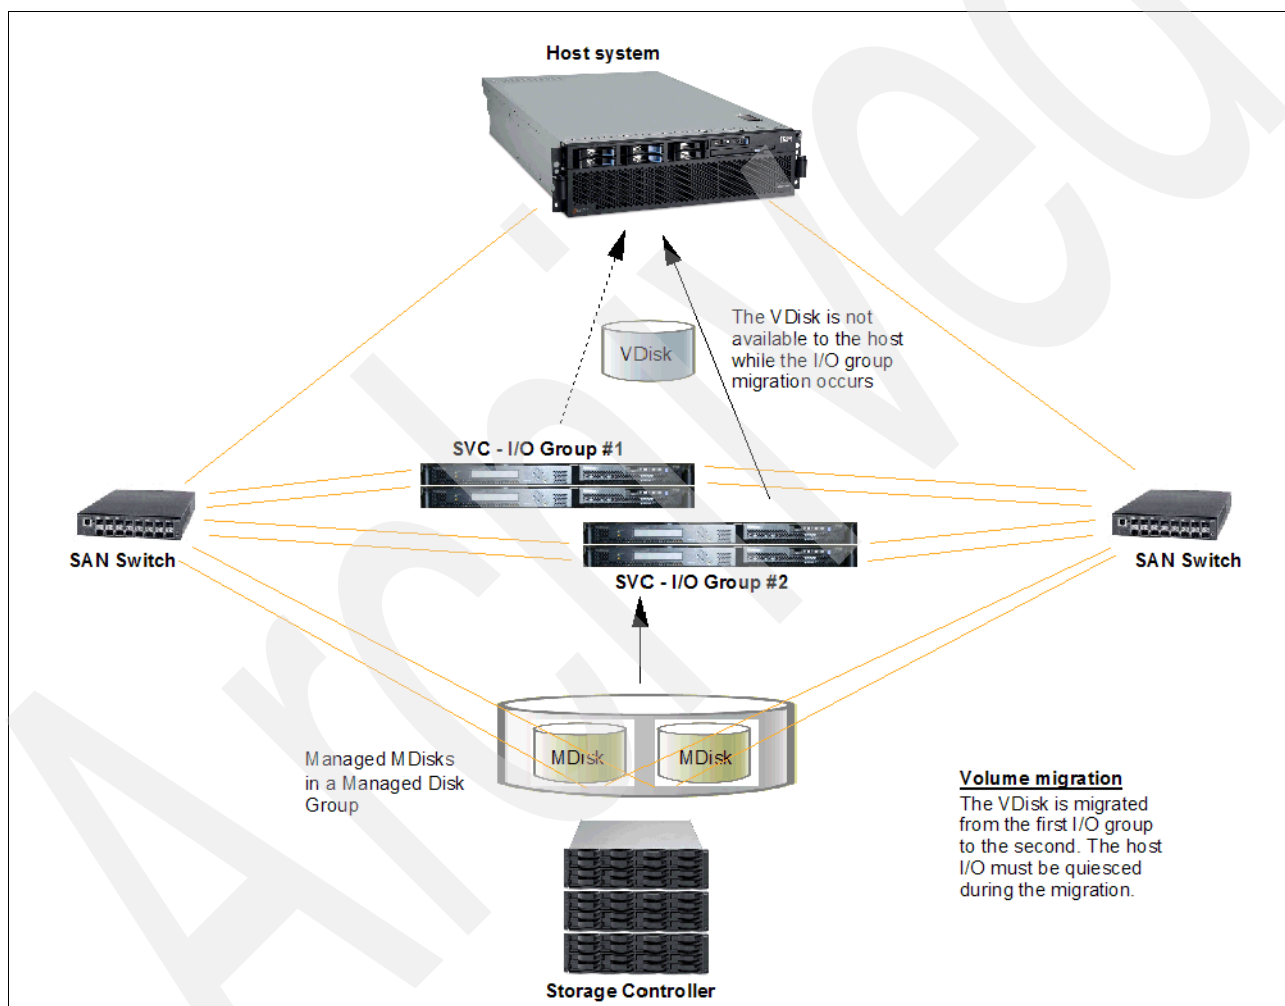 Host system
VDisk
The VDisk is not
available to the host
while the I/O group
migration occurs
SVC - I/O Group #1
SAN Switch
SVC - I/O Group #2
SAN Switch
Managed MDisks
in a Managed Disk
Group
MDisk
MDisk
Volume migration
The VDisk is migrated
from the first I/O group
to the second. The host
I/O must be quiesced
during the migration.
Storage Controller
Archived